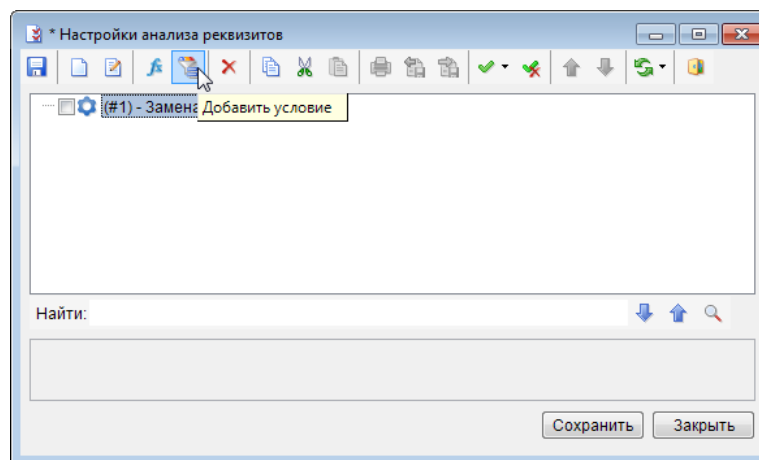 * Настройки анализа реквизитов
(#1) - Замена
Добавить условие
Найти:
Сохранить
Закрыть